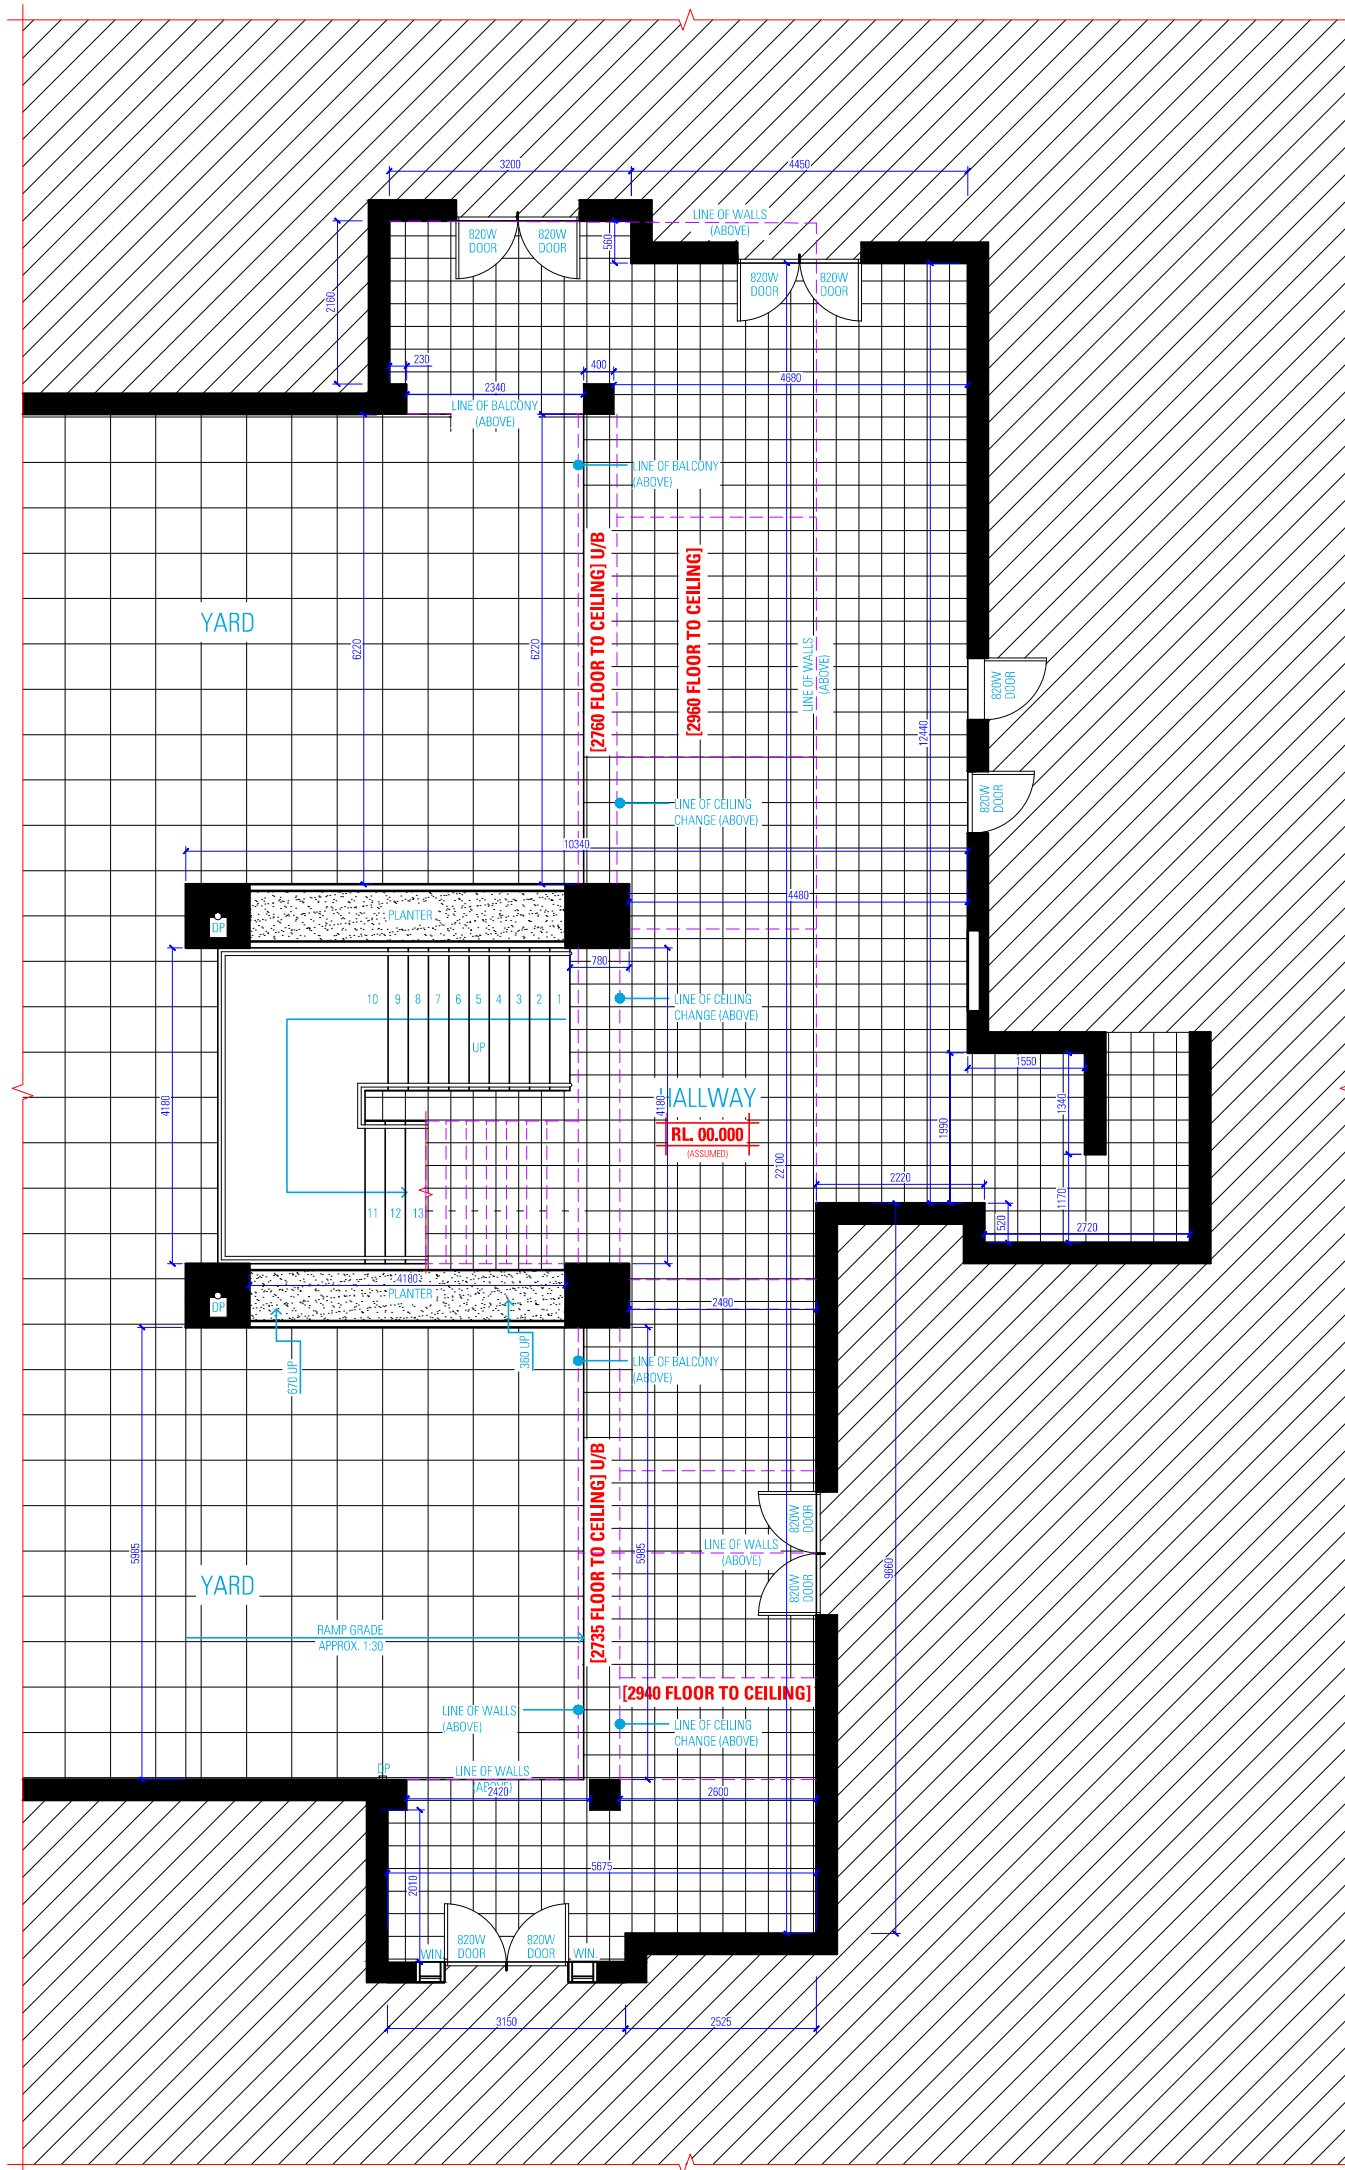 3200
4450
LINE OF WALLS
(ABOVE)
820W
DOOR
820W
DOOR
560
820W
DOOR
820W
DOOR
2160
230
400
4680
2340
LINE OF BALCONY
(ABOVE)
LINE OF BALCONY
(ABOVE)
[2760 FLOOR TO CEILING] U/B
[2960 FLOOR TO CEILING]
YARD
6220
6220
LINE OF WALLS
(ABOVE)
820W
DOOR
12440
820W
DOOR
LINE OF CEILING
CHANGE (ABOVE)
10340
4480
PLANTER
DP
780
10
9
8
7
6
5
4
3
2
1
LINE OF CEILING
CHANGE (ABOVE)
UP
1550
HALLWAY
4180
4180
1340
1990
RL. 00.000
(ASSUMED)
22100
2220
1170
11
12
13
520
2720
4180
PLANTER
DP
2480
670 UP
360 UP
LINE OF BALCONY
(ABOVE)
[2735 FLOOR TO CEILING] U/B
820W
DOOR
LINE OF WALLS
(ABOVE)
5985
5985
9660
820W
DOOR
YARD
RAMP GRADE
APPROX. 1:30
[2940 FLOOR TO CEILING]
LINE OF WALLS
(ABOVE)
LINE OF CEILING
CHANGE (ABOVE)
DP
LINE OF WALLS
(ABOVE)
2420
2600
5675
2010
820W
DOOR
820W
DOOR
WIN.
WIN.
3150
2525